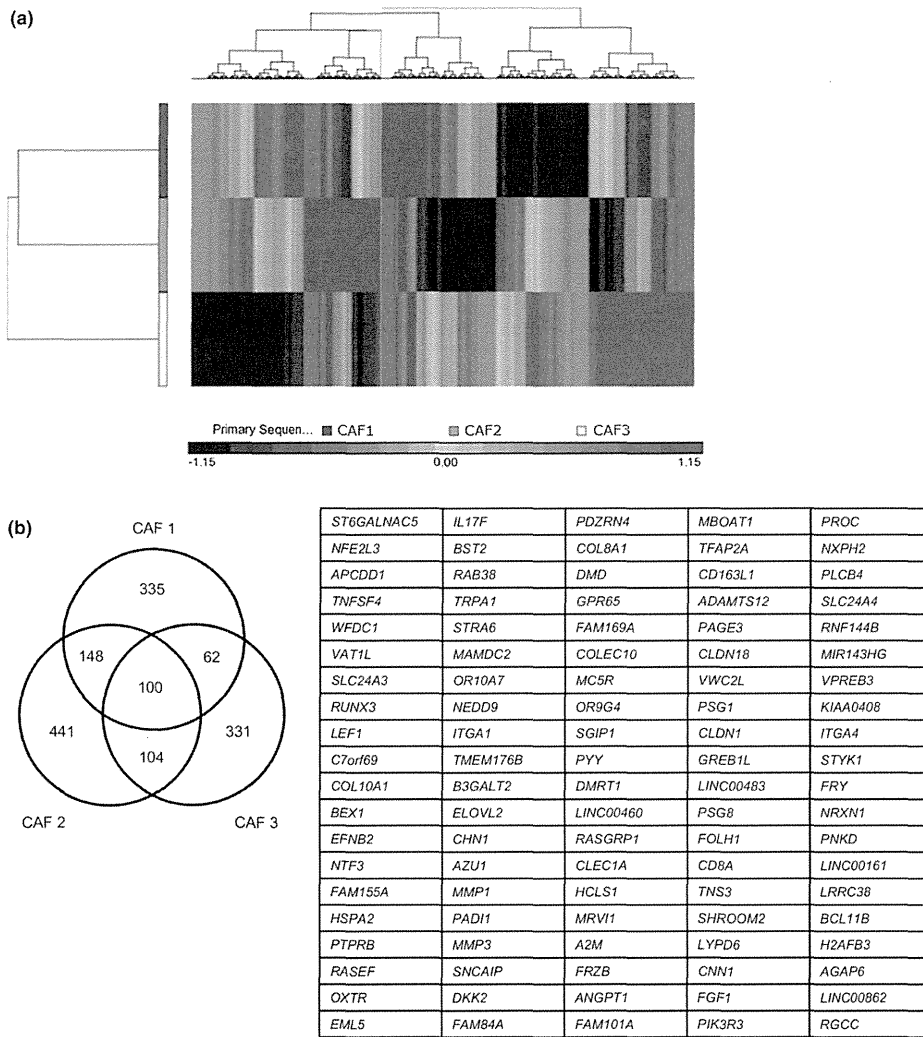 (a)
Primary Sequen... CAF1 CAF2 CAF3
-1.15 0.00 1.15
(b)
CAF 1
335
148 62
100
441 331
104
CAF 2 CAF 3
ST6GALNAC5 IL17F PDZRN4 MBOAT1 PROC
NFE2L3 BST2 COL8A1 TFAP2A NXPH2
APCDD1 RAB38 DMD CD163L1 PLCB4
TNFSF4 TRPA1 GPR65 ADAMTS12 SLC24A4
WFDC1 STRA6 FAM169A PAGE3 RNF144B
VAT1L MAMDC2 COLEC10 CLDN18 MIR143HG
SLC24A3 OR10A7 MC5R VWC2L VPREB3
RUNX3 NEDD9 OR9G4 PSG1 KIAA0408
LEF1 ITGA1 SGIP1 CLDN1 ITGA4
C7orf69 TMEM176B PYY GREB1L STYK1
COL10A1 B3GALT2 DMRT1 LINC00483 FRY
BEX1 ELOVL2 LINC00460 PSG8 NRXN1
EFNB2 CHN1 RASGRP1 FOLH1 PNKD
NTF3 AZU1 CLEC1A CD8A LINC00161
FAM155A MMP1 HCLS1 TNS3 LRRC38
HSPA2 PADI1 MRVI1 SHROOM2 BCL11B
PTPRB MMP3 A2M LYPD6 H2AFB3
RASEF SNCAIP FRZB CNN1 AGAP6
OXTR DKK2 ANGPT1 FGF1 LINC00862
EML5 FAM84A FAM101A PIK3R3 RGCC